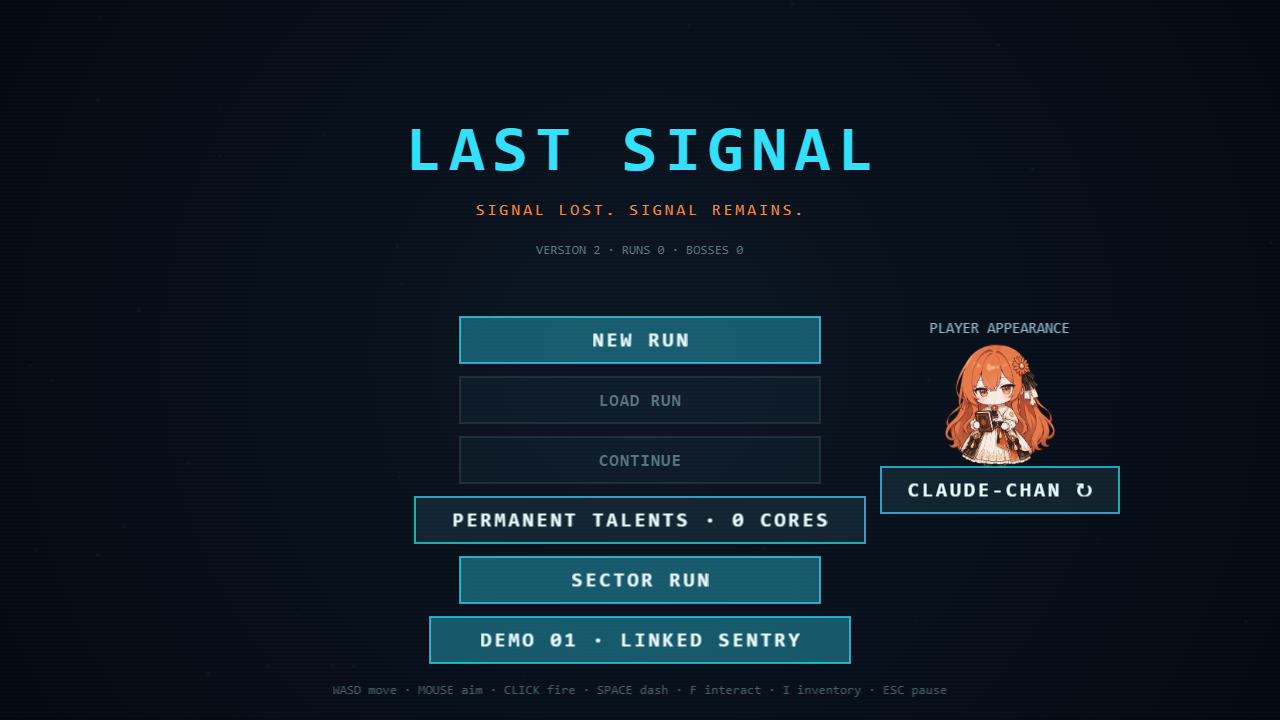 LAST SIGNAL
SIGNAL LOST. SIGNAL REMAINS.
VERSION 2 · RUNS 0 · BOSSES 0
NEW RUN
LOAD RUN
CONTINUE
PERMANENT TALENTS · 0 CORES
SECTOR RUN
DEMO 01 · LINKED SENTRY
PLAYER APPEARANCE
CLAUDE-CHAN ↻
WASD move · MOUSE aim · CLICK fire · SPACE dash · F interact · I inventory · ESC pause